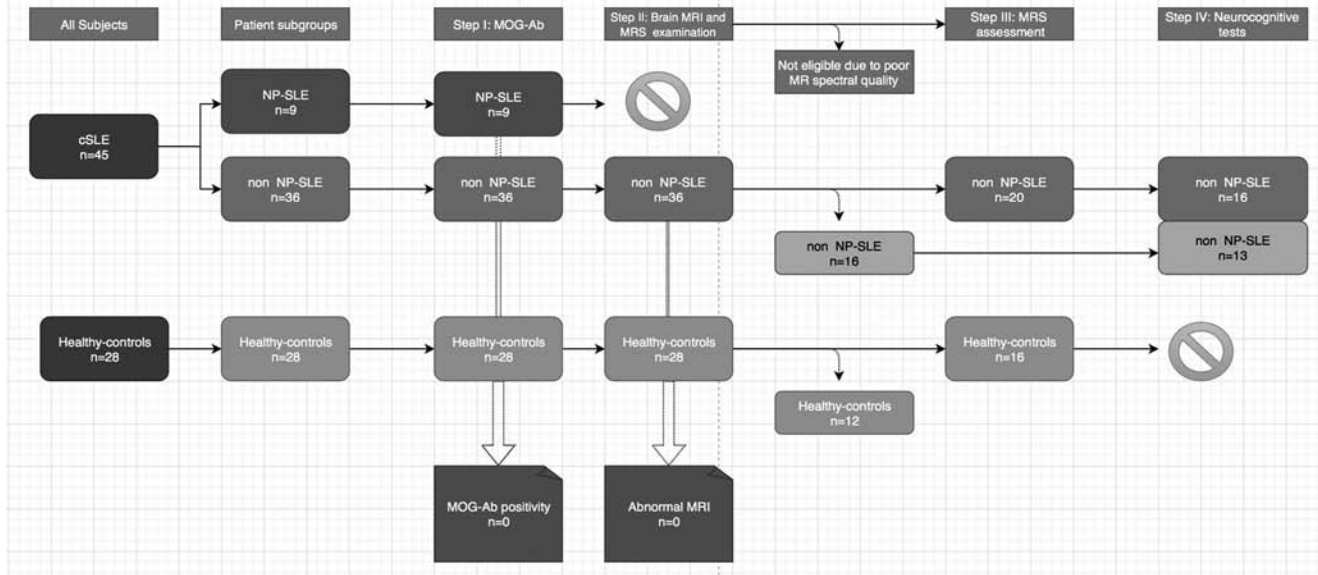 All Subjects
Patient subgroups
Step I: MOG-Ab
Step II: Brain MRI and
MRS examination
Step III: MRS
assessment
Step IV: Neurocognitive
tests
Not eligible due to poor
MR spectral quality
NP-SLE
n=9
NP-SLE
n=9
cSLE
n=45
non NP-SLE
n=36
non NP-SLE
n=36
non NP-SLE
n=36
non NP-SLE
n=20
non NP-SLE
n=16
non NP-SLE
n=16
non NP-SLE
n=13
Healthy-controls
n=28
Healthy-controls
n=28
Healthy-controls
n=28
Healthy-controls
n=28
Healthy-controls
n=16
Healthy-controls
n=12
MOG-Ab positivity
n=0
Abnormal MRI
n=0